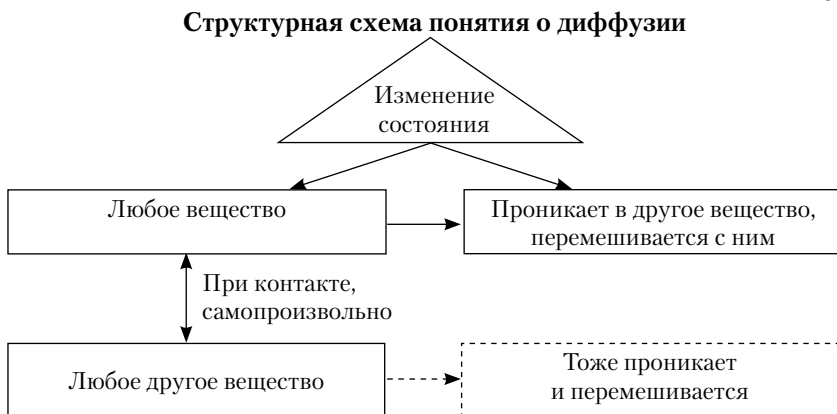 Структурная схема понятия о диффузии
Изменение
состояния
Любое вещество
Проникает в другое вещество,
перемешивается с ним
При контакте,
самопроизвольно
Любое другое вещество
Тоже проникает
и перемешивается